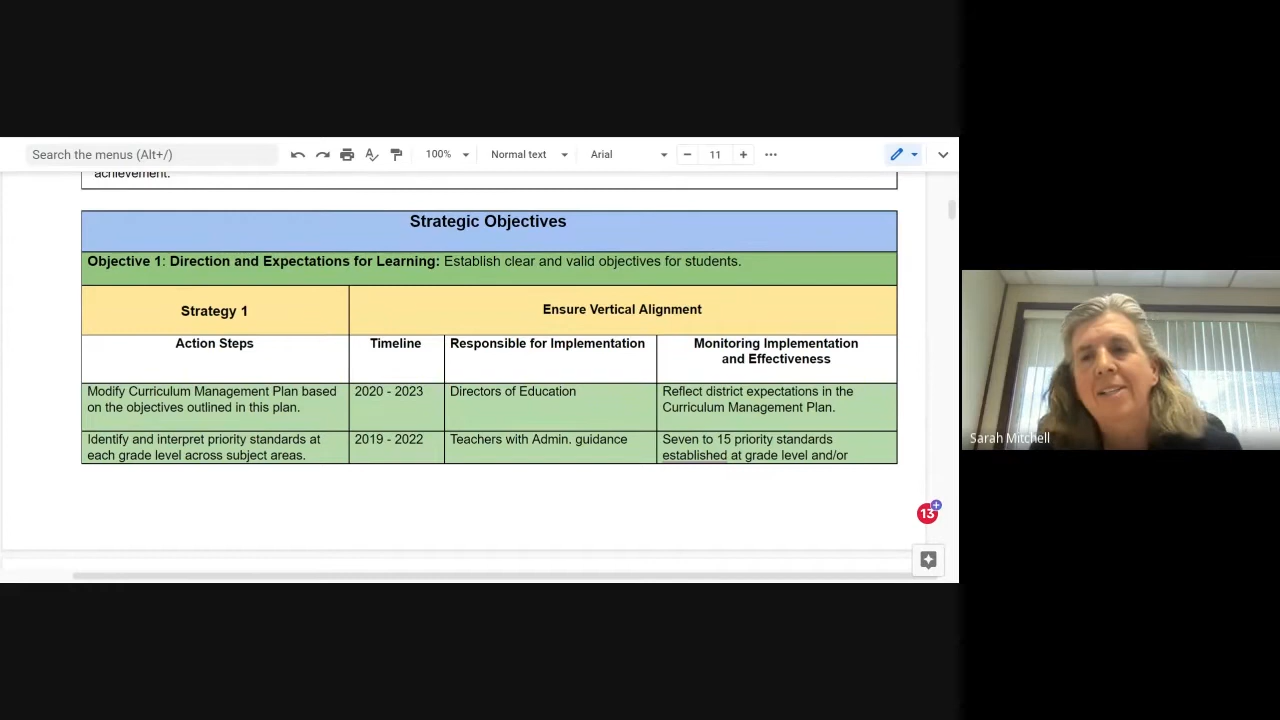 Search the menus (Alt+/)
100%
Normal text
Arial
11
achievement.
Strategic Objectives
Objective 1: Direction and Expectations for Learning: Establish clear and valid objectives for students.
Strategy 1
Ensure Vertical Alignment
Action Steps
Timeline
Responsible for Implementation
Monitoring Implementation
and Effectiveness
Modify Curriculum Management Plan based
on the objectives outlined in this plan.
2020 - 2023
Directors of Education
Reflect district expectations in the
Curriculum Management Plan.
Identify and interpret priority standards at
each grade level across subject areas.
2019 - 2022
Teachers with Admin. guidance
Seven to 15 priority standards
established at grade level and/or
13
Sarah Mitchell